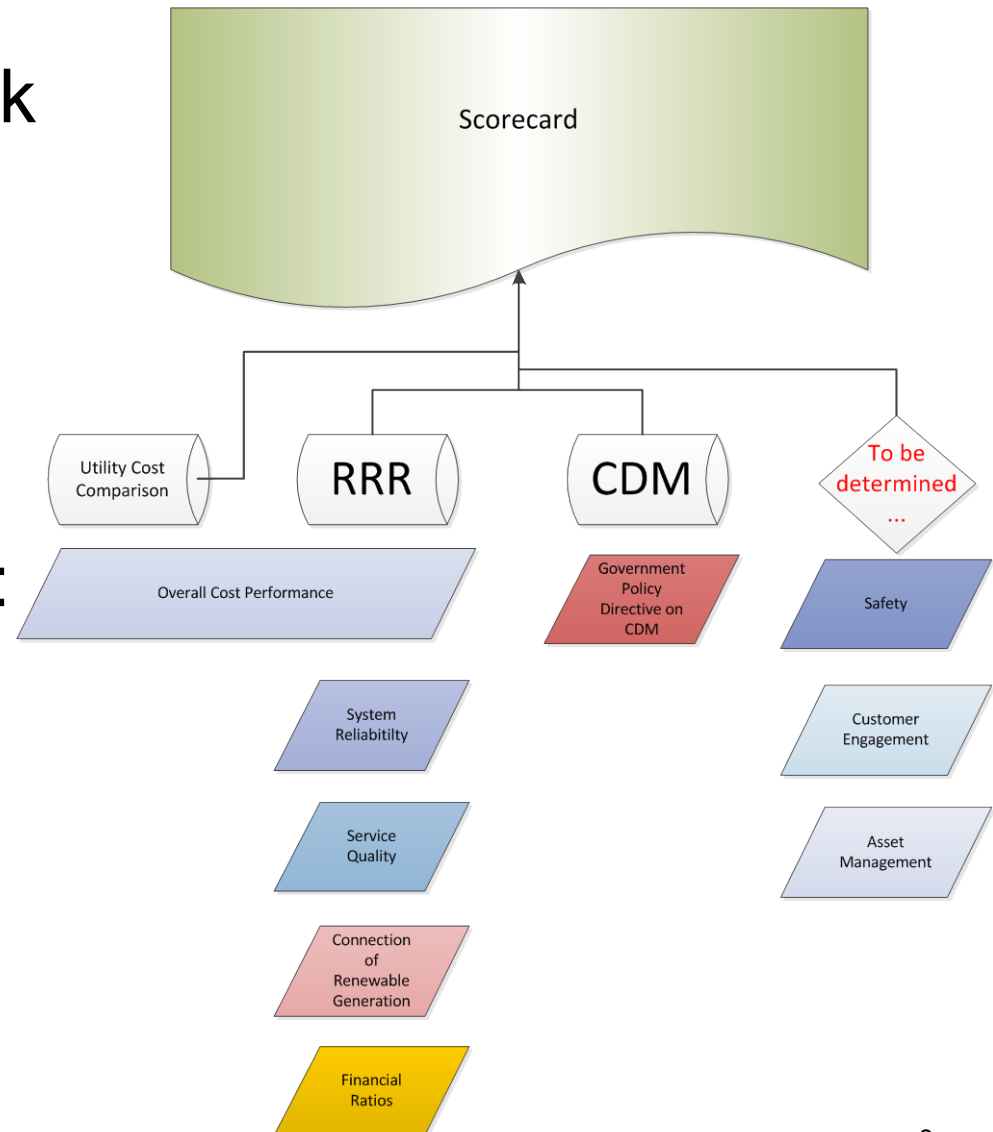 k
Scorecard
Utility Cost
Comparison
RRR
CDM
To be
determined
...
Overall Cost Performance
Government
Policy
Directive on
CDM
Safety
System
Reliabitilty
Customer
Engagement
Service
Quality
Asset
Management
Connection
of
Renewable
Generation
Financial
Ratios